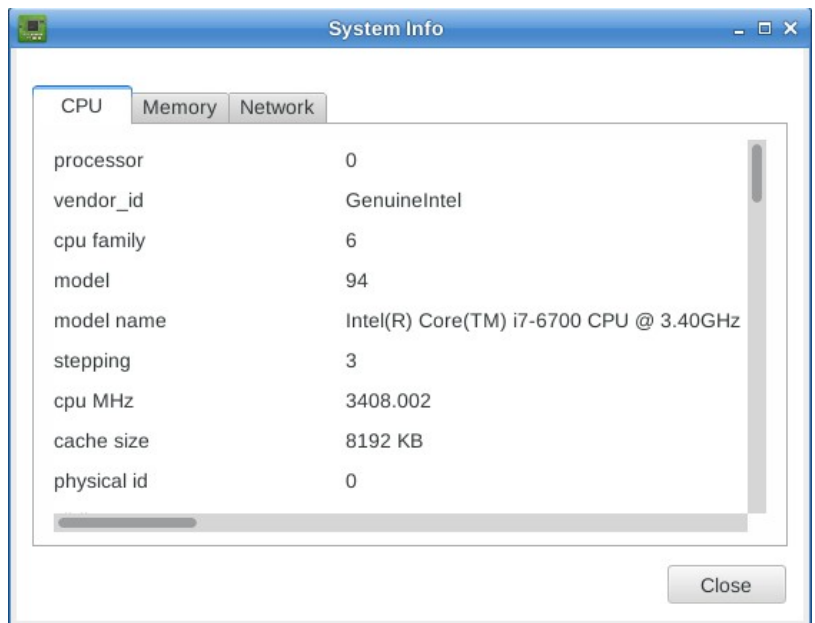 System Info
CPU Memory Network
processor 0
vendor_id GenuineIntel
cpu family 6
model 94
model name Intel(R) Core(TM) i7-6700 CPU @ 3.40GHz
stepping 3
cpu MHz 3408.002
cache size 8192 KB
physical id 0
Close